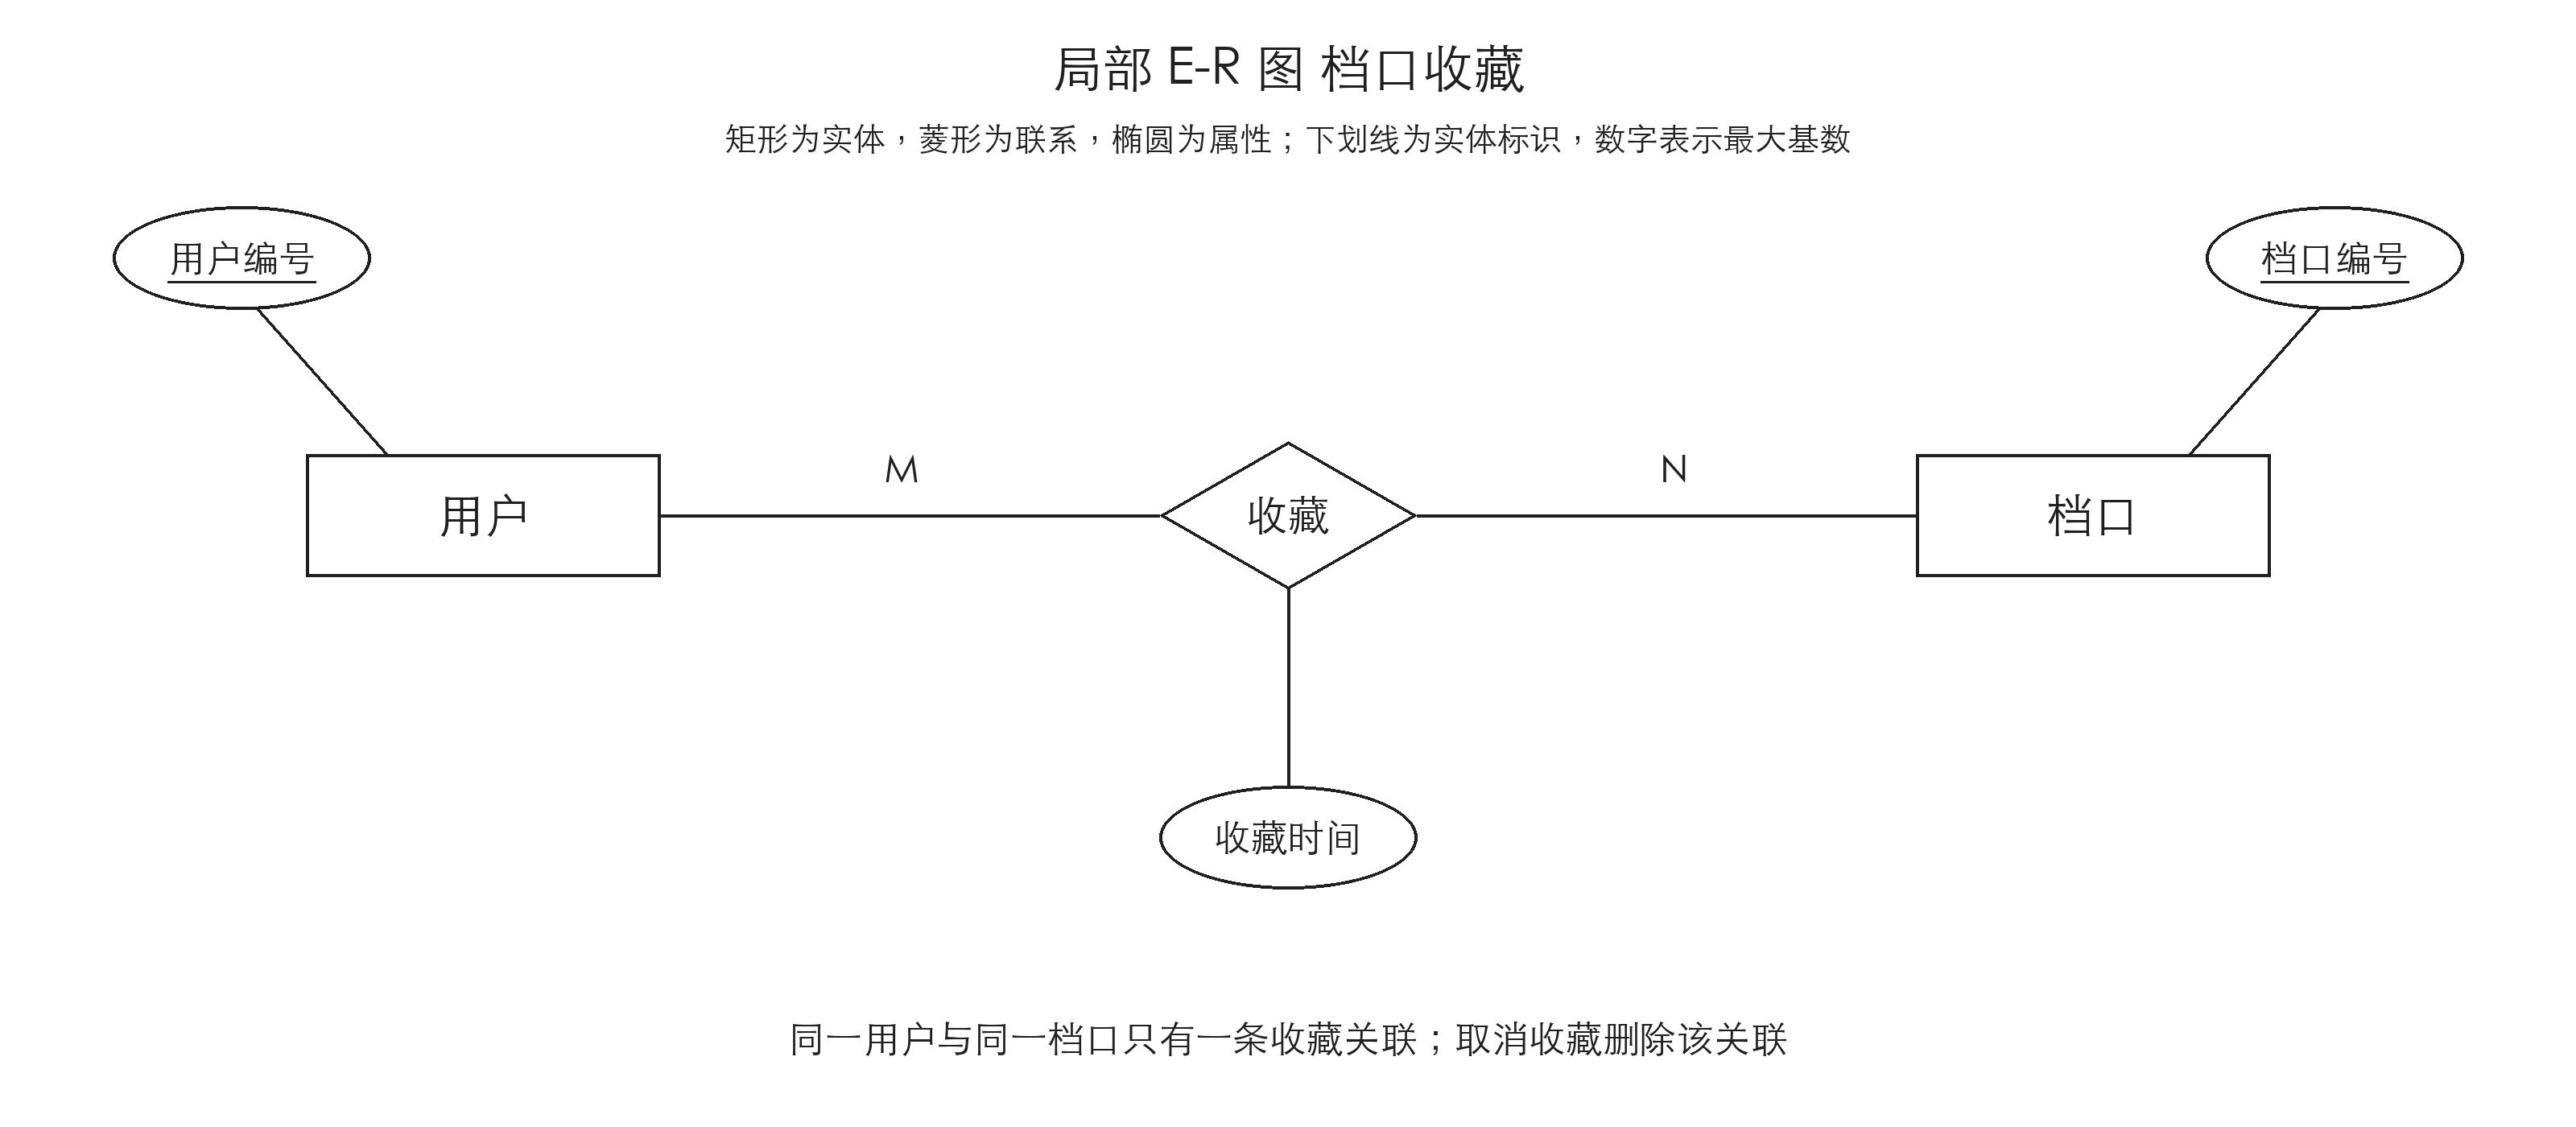 局部 E-R 图 档口收藏
矩形为实体，菱形为联系，椭圆为属性；下划线为实体标识，数字表示最大基数
用户编号
档口编号
M
N
用户
收藏
档口
收藏时间
同一用户与同一档口只有一条收藏关联；取消收藏删除该关联